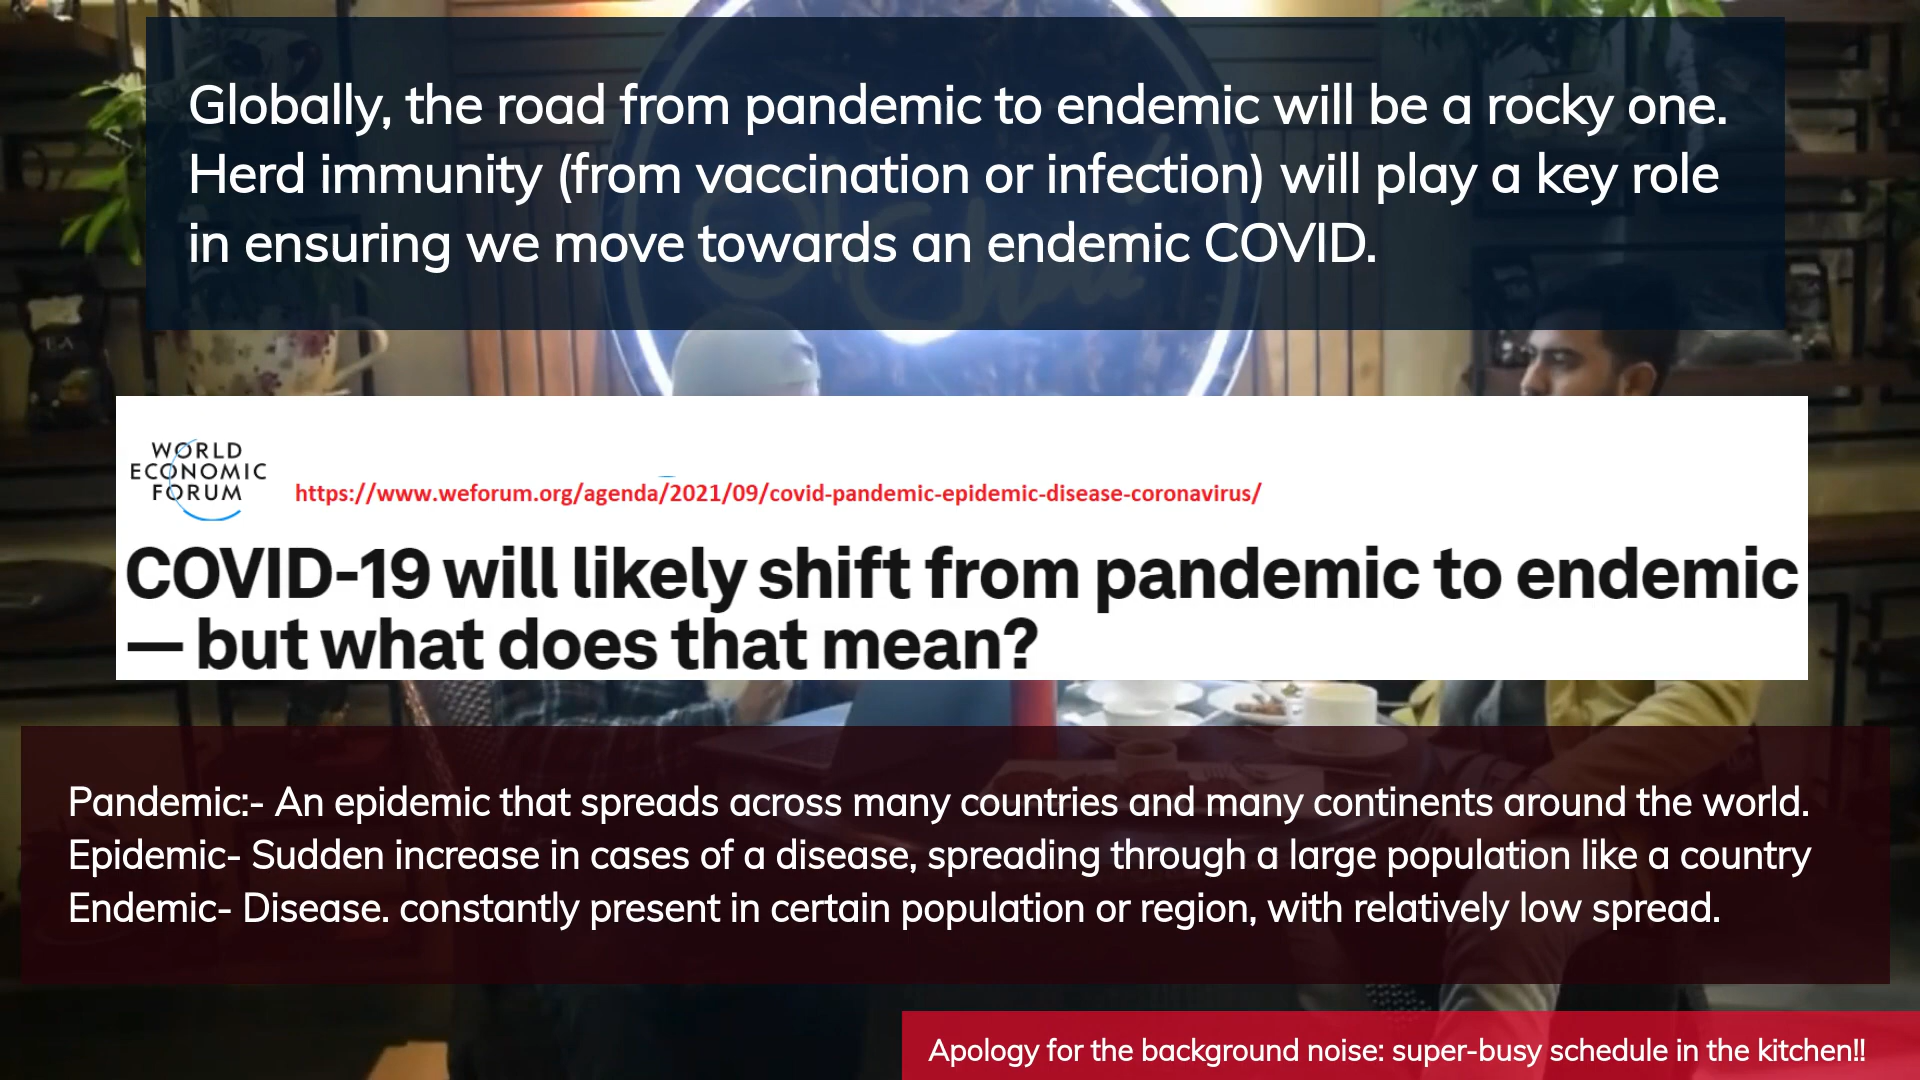 Globally, the road from pandemic to endemic will be a rocky one.
Herd immunity (from vaccination or infection) will play a key role
in ensuring we move towards an endemic COVID.
WORLD
ECONOMIC
FORUM
https://www.weforum.org/agenda/2021/09/covid-pandemic-epidemic-disease-coronavirus/
COVID-19 will likely shift from pandemic to endemic
— but what does that mean?
Pandemic:- An epidemic that spreads across many countries and many continents around the world.
Epidemic- Sudden increase in cases of a disease, spreading through a large population like a country
Endemic- Disease. constantly present in certain population or region, with relatively low spread.
Apology for the background noise: super-busy schedule in the kitchen!!